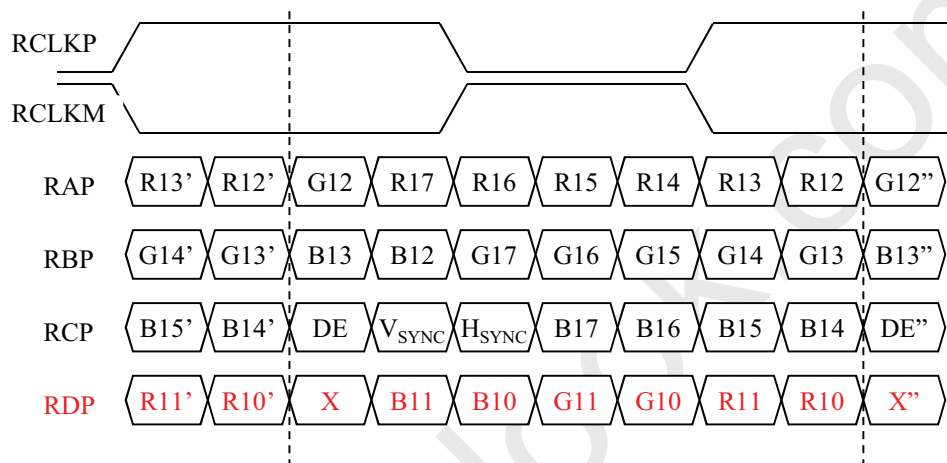 RCLKP
RCLKM
RAP R13’ R12’ G12 R17 R16 R15 R14 R13 R12 G12”
RBP G14’ G13’ B13 B12 G17 G16 G15 G14 G13 B13”
RCP B15’ B14’ DE VSYNC HSYNC B17 B16 B15 B14 DE”
RDP R11’ R10’ X B11 B10 G11 G10 R11 R10 X”